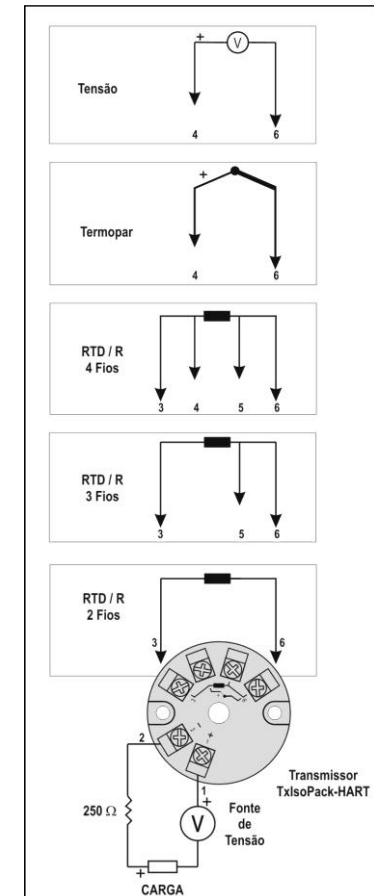 + V
Tensão
4 6
+
Termopar
4 6
RTD / R
4 Fios
3 4 5 6
RTD / R
3 Fios
3 5 6
RTD / R
2 Fios
3 6
2 - +
Transmissor
TxIsoPack-HART
1
+
250 Ω
V
Fonte
de
Tensão
+
CARGA